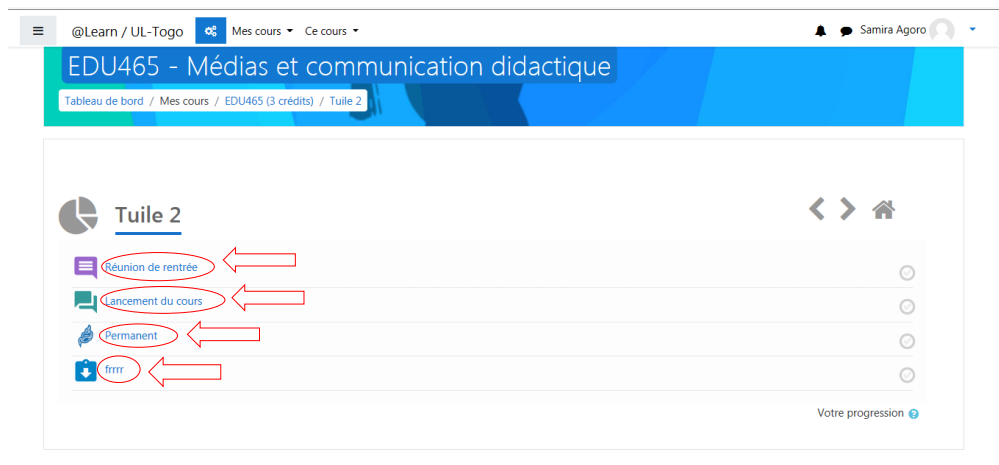 @Learn / UL-Togo Mes cours Ce cours Samira Agoro
EDU465 - Médias et communication didactique
Tableau de bord / Mes cours / EDU465 (3 crédits) / Tuile 2
Tuile 2
Réunion de rentrée
Lancement du cours
Permanent
frrrr
Votre progression